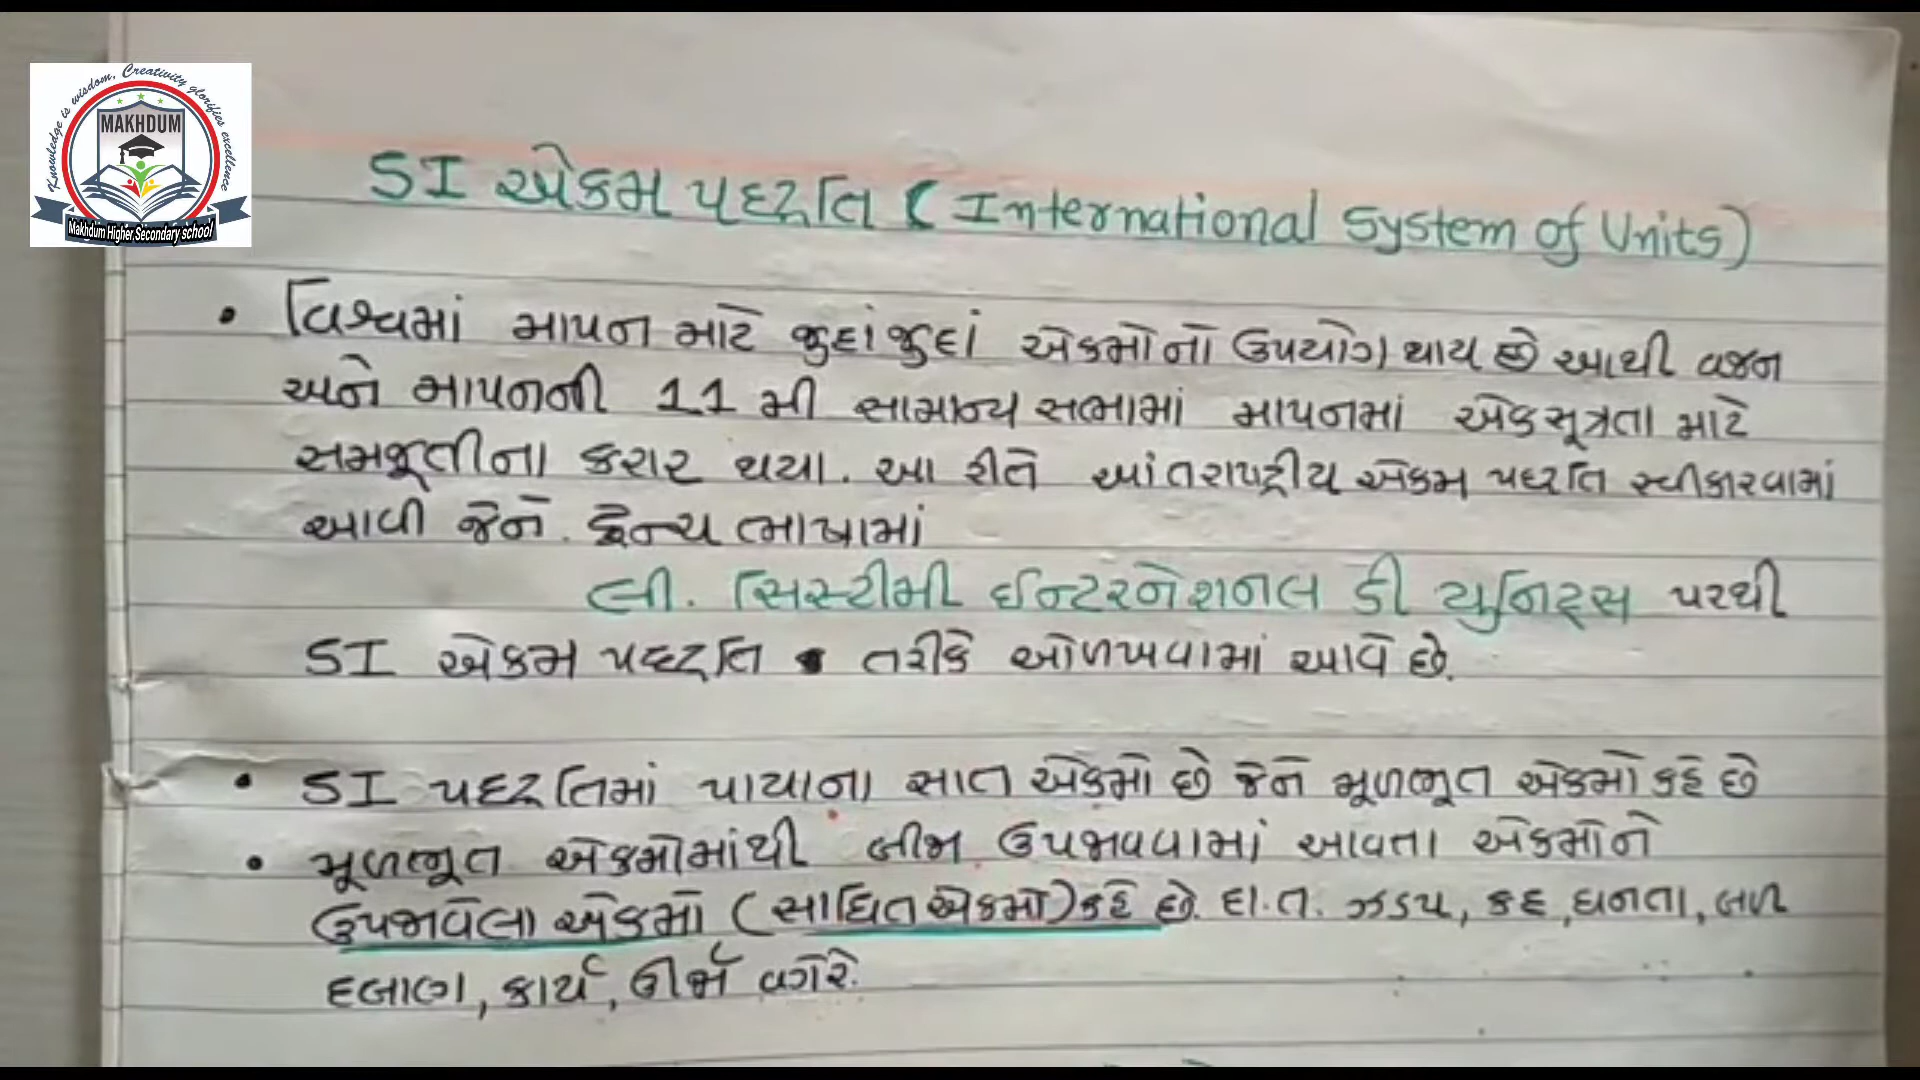 Knowledge is wisdom, Creativity glorifies excellence
MAKHDUM
Makhdum Higher Secondary school
SI એકમ પદ્ધતિ ( International System of Units)
• વિશ્વમાં માપન માટે જુદાંજુદાં એકમોનો ઉપયોગ થાય છે આથી વજન
અને માપનની 11 મી સામાન્ય સભામાં માપનમાં એકસૂત્રતા માટે
સમજૂતીના કરાર થયા. આ રીતે આંતરાષ્ટ્રીય એકમ પદ્ધતિ સ્વીકારવામાં
આવી જેને. ફ્રેન્ચ ભાષામાં
લી. સિસ્ટીમી ઈન્ટરનેશનલ ડી યુનિટ્સ પરથી
SI એકમ પદ્ધતિ તરીકે ઓળખવામાં આવે છે.
• SI પદ્ધતિમાં પાયાના સાત એકમો છે જેને મૂળભૂત એકમો કહે છે
• મૂળભૂત એકમોમાંથી બીજા ઉપજાવવામાં આવતા એકમોને
ઉપજાવેલા એકમો (સાધિત એકમો) કહે છે. દા.ત. ઝડપ, કદ, ઘનતા, બળ
દબાણ, કાર્ય, ઊર્જા વગેરે.